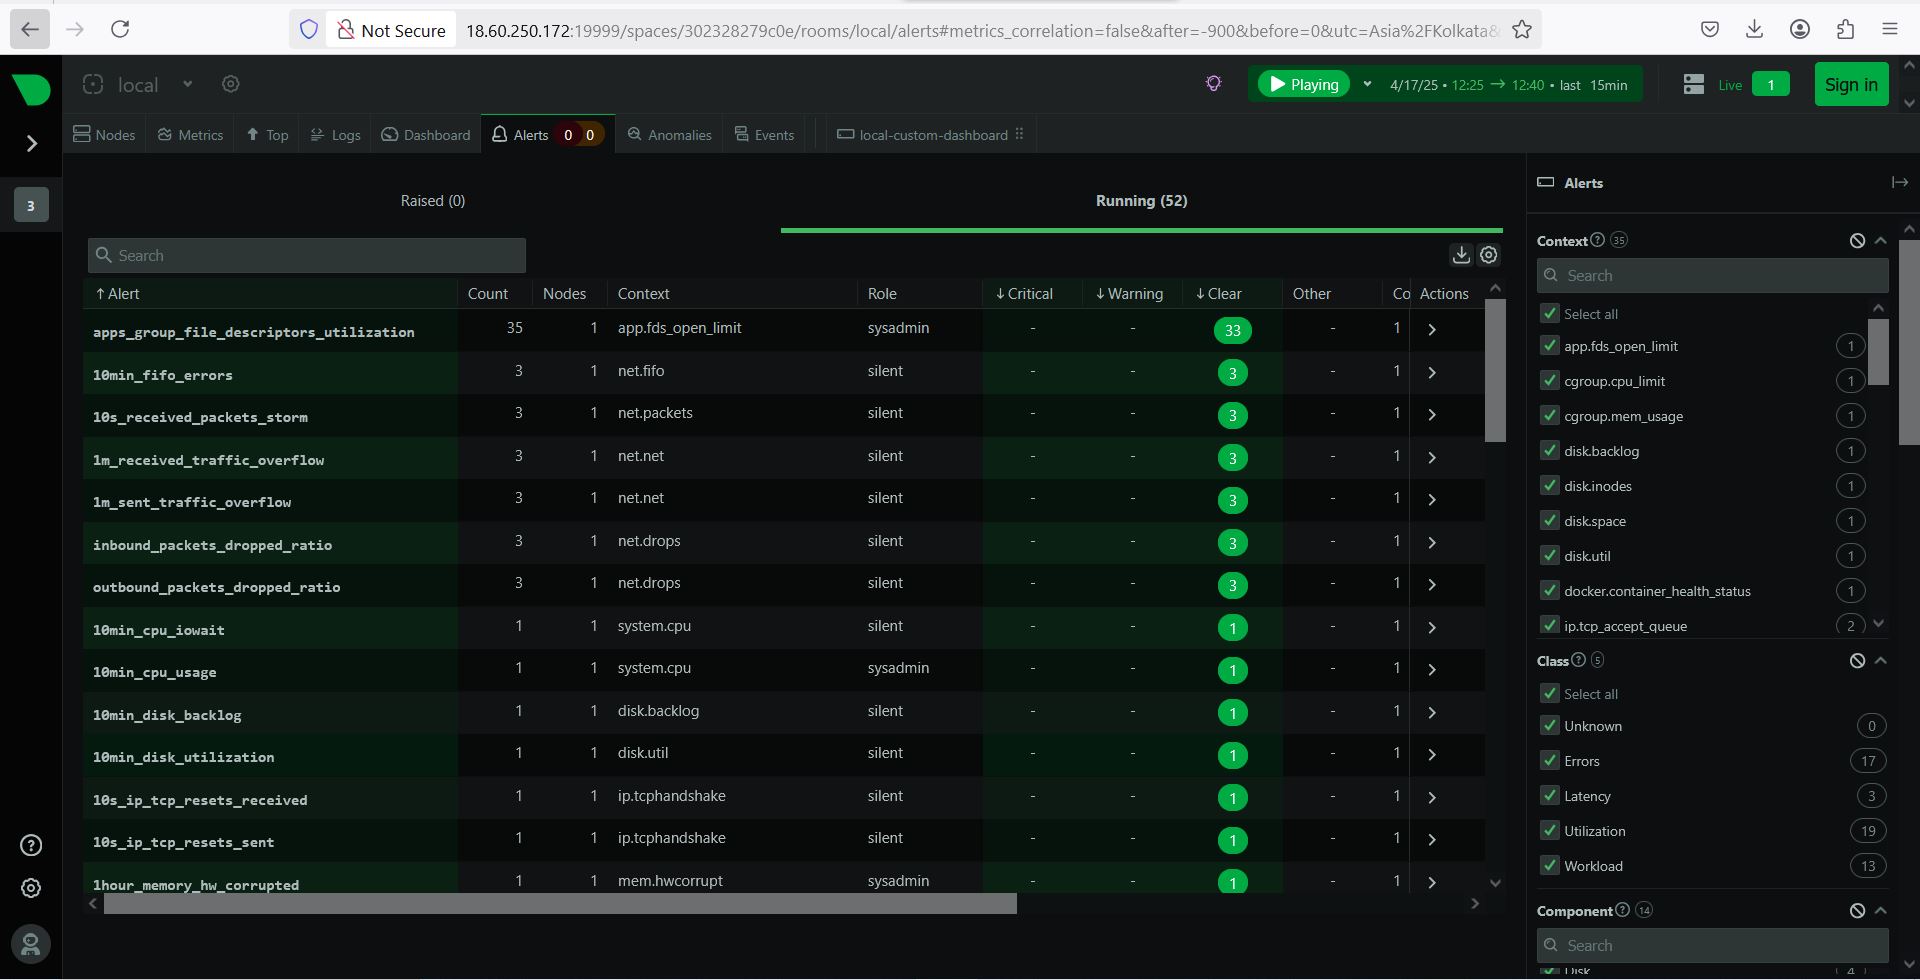 Not Secure 18.60.250.172:19999/spaces/302328279c0e/rooms/local/alerts#metrics_correlation=false&after=-900&before=0&utc=Asia%2FKolkata&
local
Playing 4/17/25 • 12:25 → 12:40 • last 15min Live 1 Sign in
Nodes Metrics Top Logs Dashboard Alerts 0 0 Anomalies Events local-custom-dashboard
3
Raised (0) Running (52)
Search
↑ Alert Count Nodes Context Role ↓ Critical ↓ Warning ↓ Clear Other Co Actions
apps_group_file_descriptors_utilization 35 1 app.fds_open_limit sysadmin - - 33 - 1
10min_fifo_errors 3 1 net.fifo silent - - 3 - 1
10s_received_packets_storm 3 1 net.packets silent - - 3 - 1
1m_received_traffic_overflow 3 1 net.net silent - - 3 - 1
1m_sent_traffic_overflow 3 1 net.net silent - - 3 - 1
inbound_packets_dropped_ratio 3 1 net.drops silent - - 3 - 1
outbound_packets_dropped_ratio 3 1 net.drops silent - - 3 - 1
10min_cpu_iowait 1 1 system.cpu silent - - 1 - 1
10min_cpu_usage 1 1 system.cpu sysadmin - - 1 - 1
10min_disk_backlog 1 1 disk.backlog silent - - 1 - 1
10min_disk_utilization 1 1 disk.util silent - - 1 - 1
10s_ip_tcp_resets_received 1 1 ip.tcphandshake silent - - 1 - 1
10s_ip_tcp_resets_sent 1 1 ip.tcphandshake silent - - 1 - 1
1hour_memory_hw_corrupted 1 1 mem.hwcorrupt sysadmin - - 1 - 1
Alerts
Context 35
Search
Select all
app.fds_open_limit 1
cgroup.cpu_limit 1
cgroup.mem_usage 1
disk.backlog 1
disk.inodes 1
disk.space 1
disk.util 1
docker.container_health_status 1
ip.tcp_accept_queue 2
Class 5
Select all
Unknown 0
Errors 17
Latency 3
Utilization 19
Workload 13
Component 14
Search
Disk 4